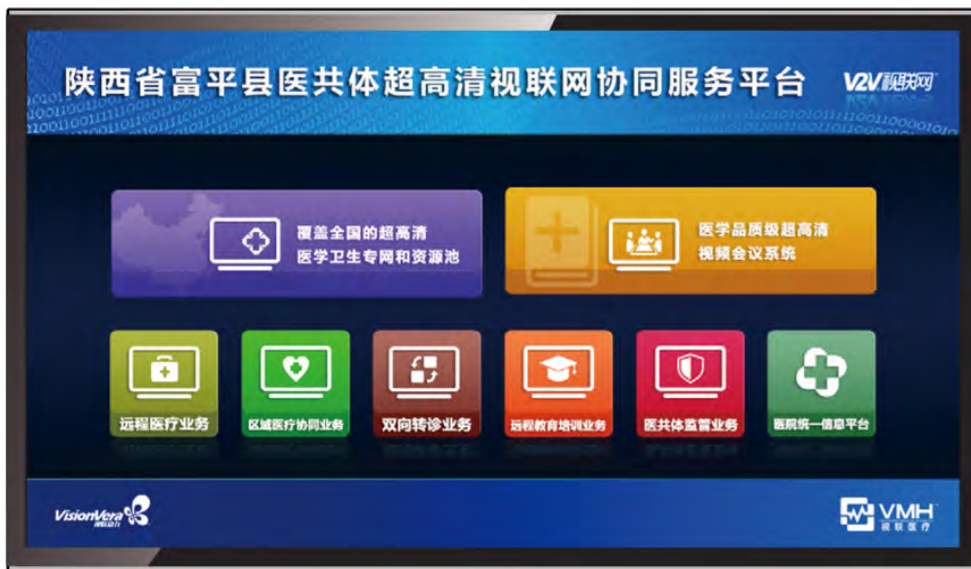 陕西省富平县医共体超高清视联网协同服务平台
V2V视联网
覆盖全国的超高清
医学卫生专网和资源池
医学品质级超高清
视频会议系统
远程医疗业务
区域医疗协同业务
双向转诊业务
远程教育培训业务
医共体监管业务
医院统一信息平台
VisionVera
视联动力
VMH
视联医疗